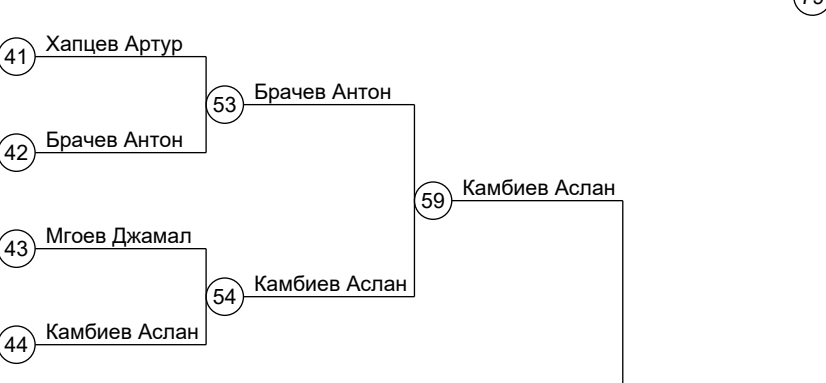 41 Хапцев Артур
53 Брачев Антон
42 Брачев Антон
59 Камбиев Аслан
43 Мгоев Джамал
54 Камбиев Аслан
44 Камбиев Аслан